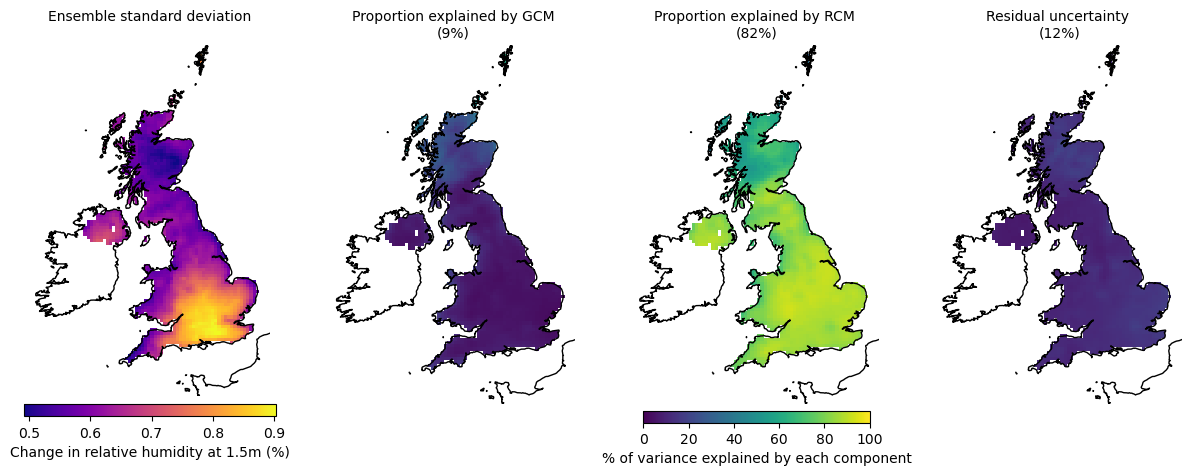 Ensemble standard deviation
Proportion explained by GCM
(9%)
Proportion explained by RCM
(82%)
Residual uncertainty
(12%)
0.5 0.6 0.7 0.8 0.9
Change in relative humidity at 1.5m (%)
0 20 40 60 80 100
% of variance explained by each component